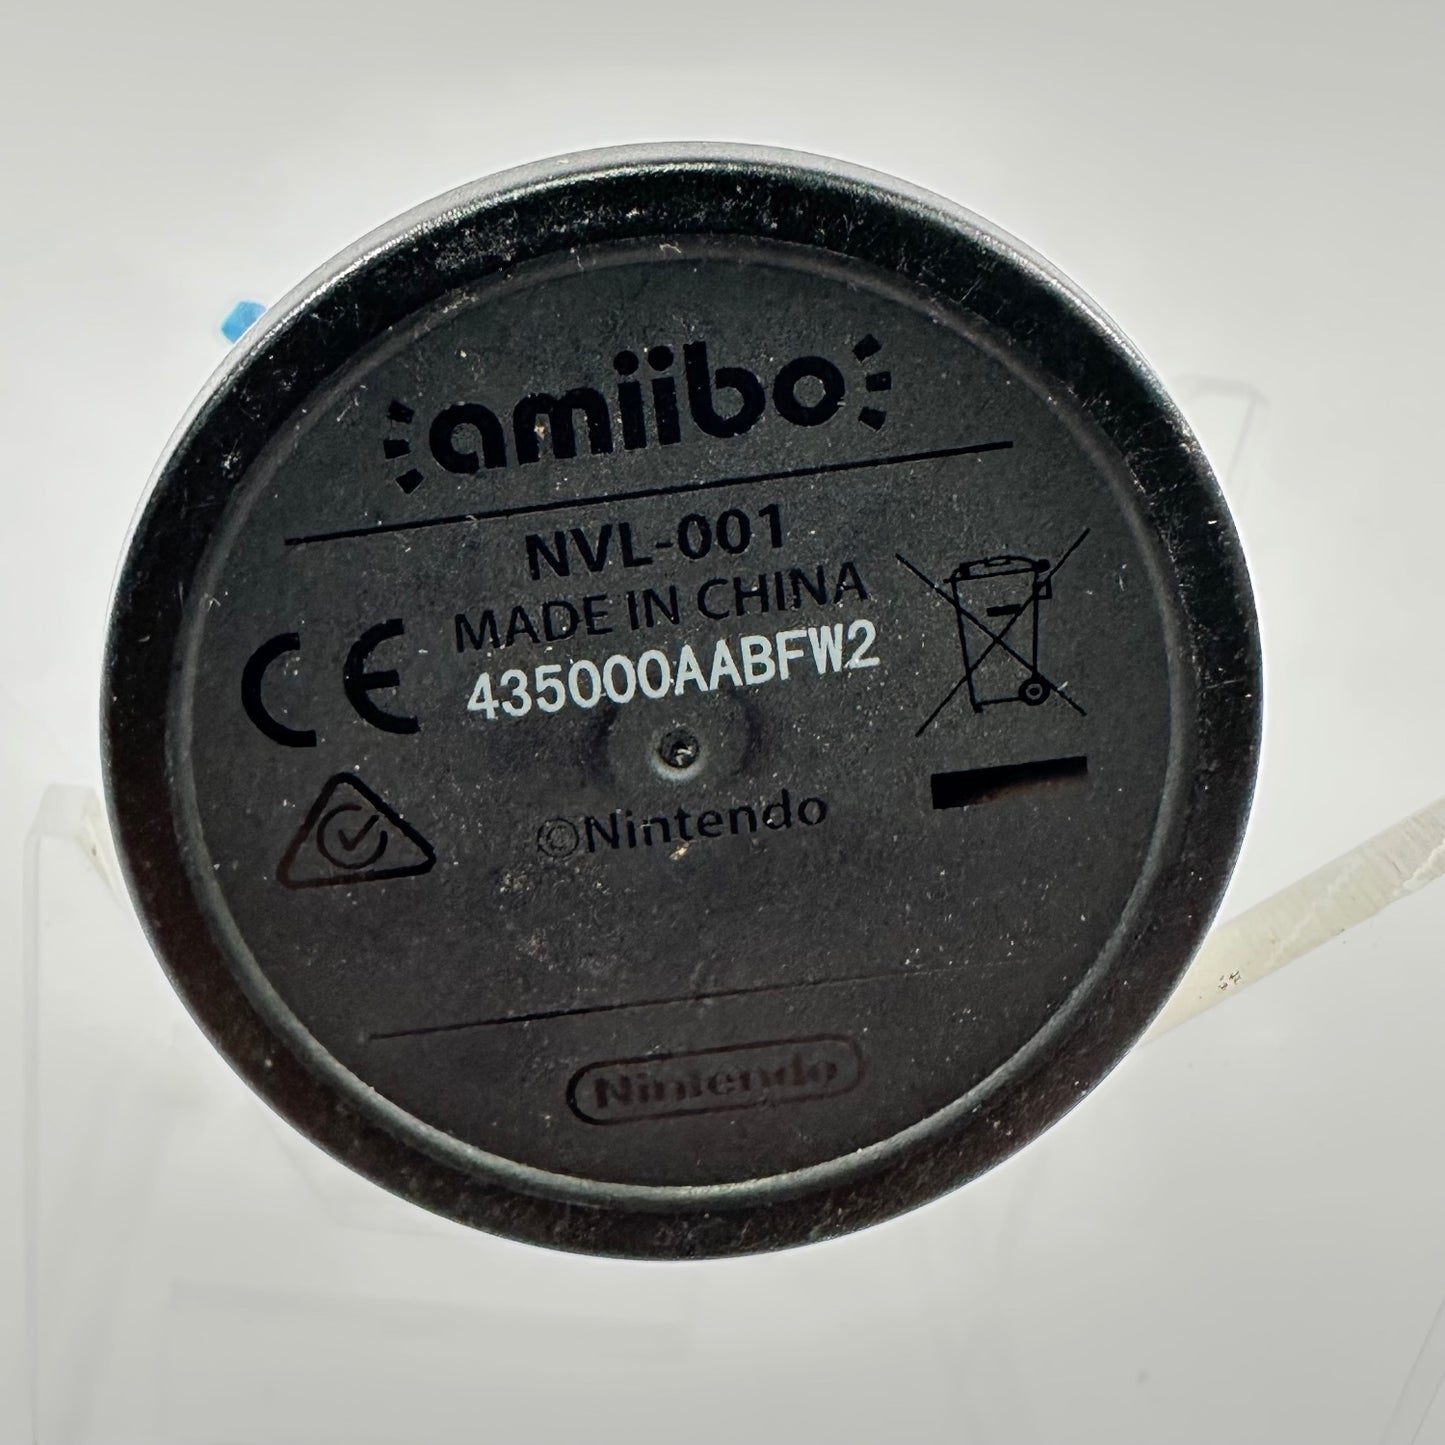 amiibo
NVL-001
MADE IN CHINA
435000AABFW2
CE
©Nintendo
Nintendo